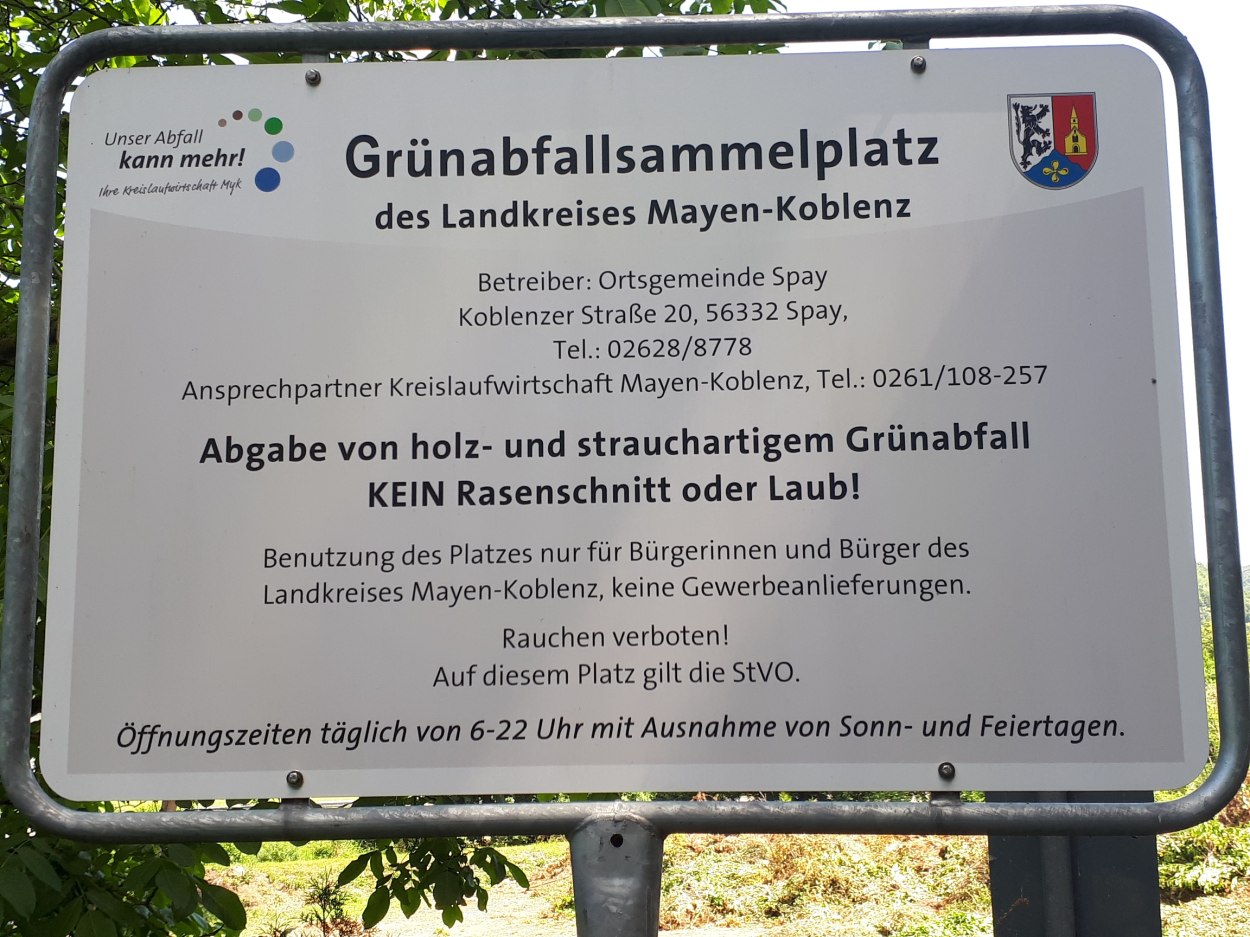 Unser Abfall
kann mehr!
Ihre Kreislaufwirtschaft Myk
Grünabfallsammelplatz
des Landkreises Mayen-Koblenz
Betreiber: Ortsgemeinde Spay
Koblenzer Straße 20, 56332 Spay,
Tel.: 02628/8778
Ansprechpartner Kreislaufwirtschaft Mayen-Koblenz, Tel.: 0261/108-257
Abgabe von holz- und strauchartigem Grünabfall
KEIN Rasenschnitt oder Laub!
Benutzung des Platzes nur für Bürgerinnen und Bürger des
Landkreises Mayen-Koblenz, keine Gewerbeanlieferungen.
Rauchen verboten!
Auf diesem Platz gilt die StVO.
Öffnungszeiten täglich von 6-22 Uhr mit Ausnahme von Sonn- und Feiertagen.